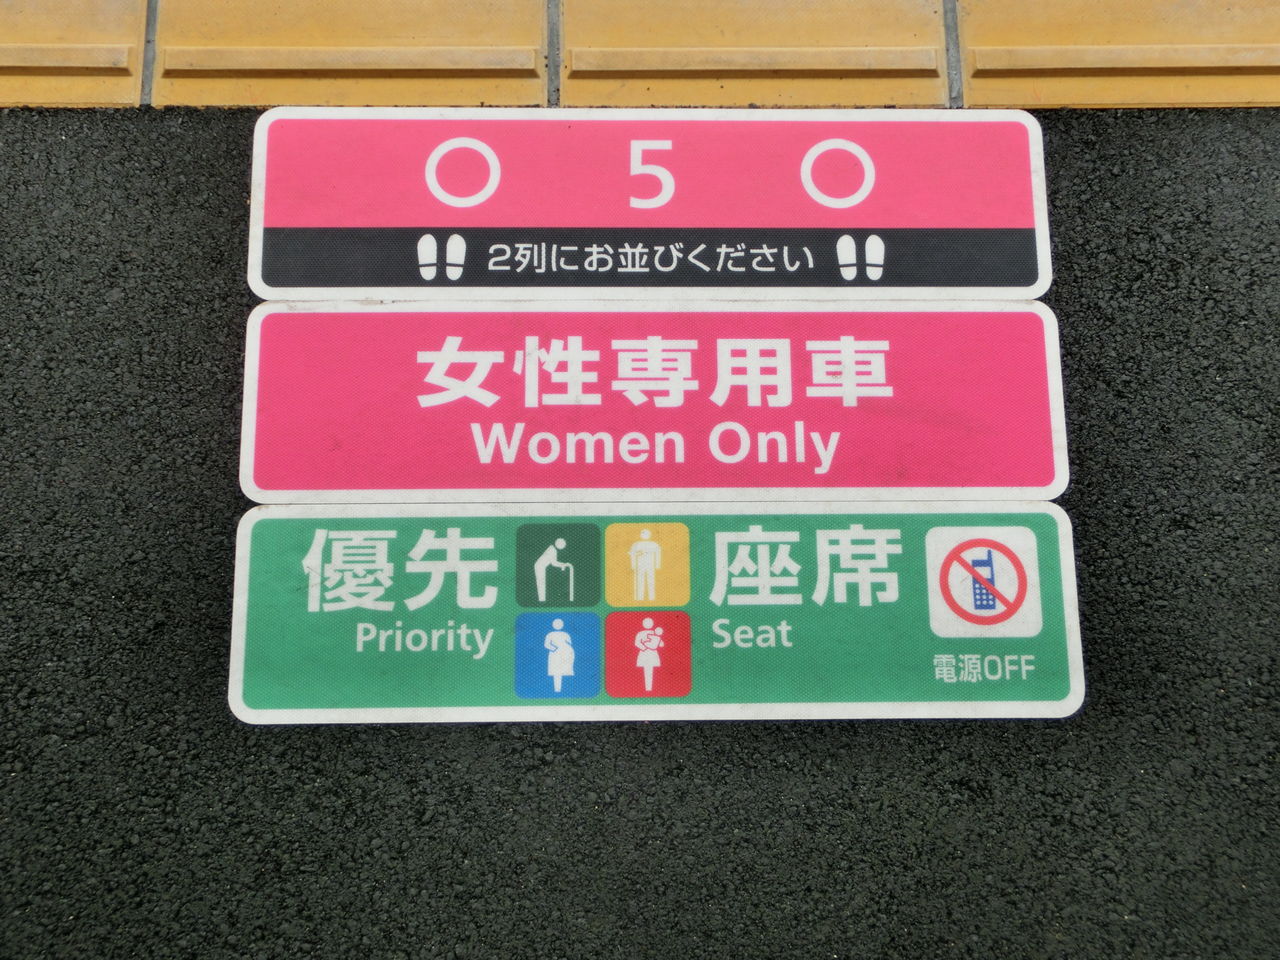 ○ 5 ○
2列にお並びください
女性専用車
Women Only
優先 座席
Priority Seat
電源OFF